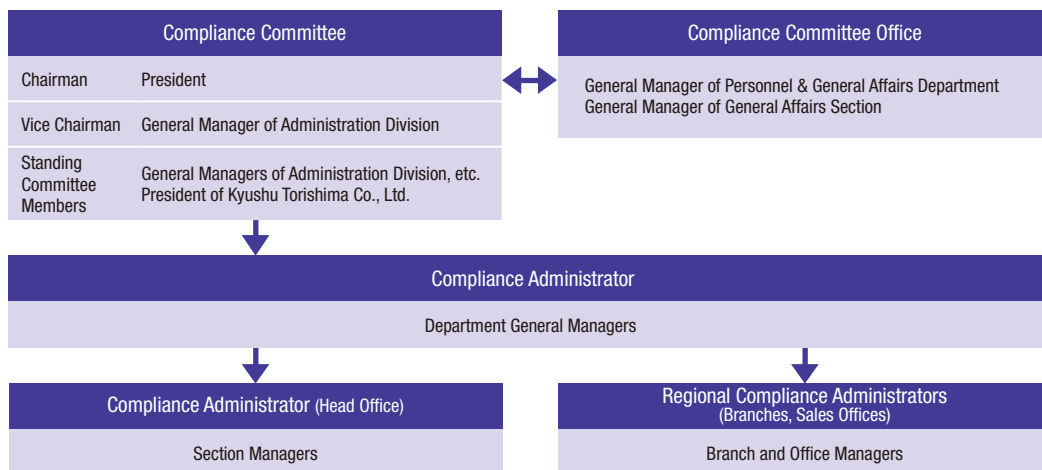 Compliance Committee
Chairman President
Vice Chairman General Manager of Administration Division
Standing
Committee
Members
General Managers of Administration Division, etc.
President of Kyushu Torishima Co., Ltd.
Compliance Committee Office
General Manager of Personnel & General Affairs Department
General Manager of General Affairs Section
Compliance Administrator
Department General Managers
Compliance Administrator (Head Office)
Section Managers
Regional Compliance Administrators
(Branches, Sales Offices)
Branch and Office Managers